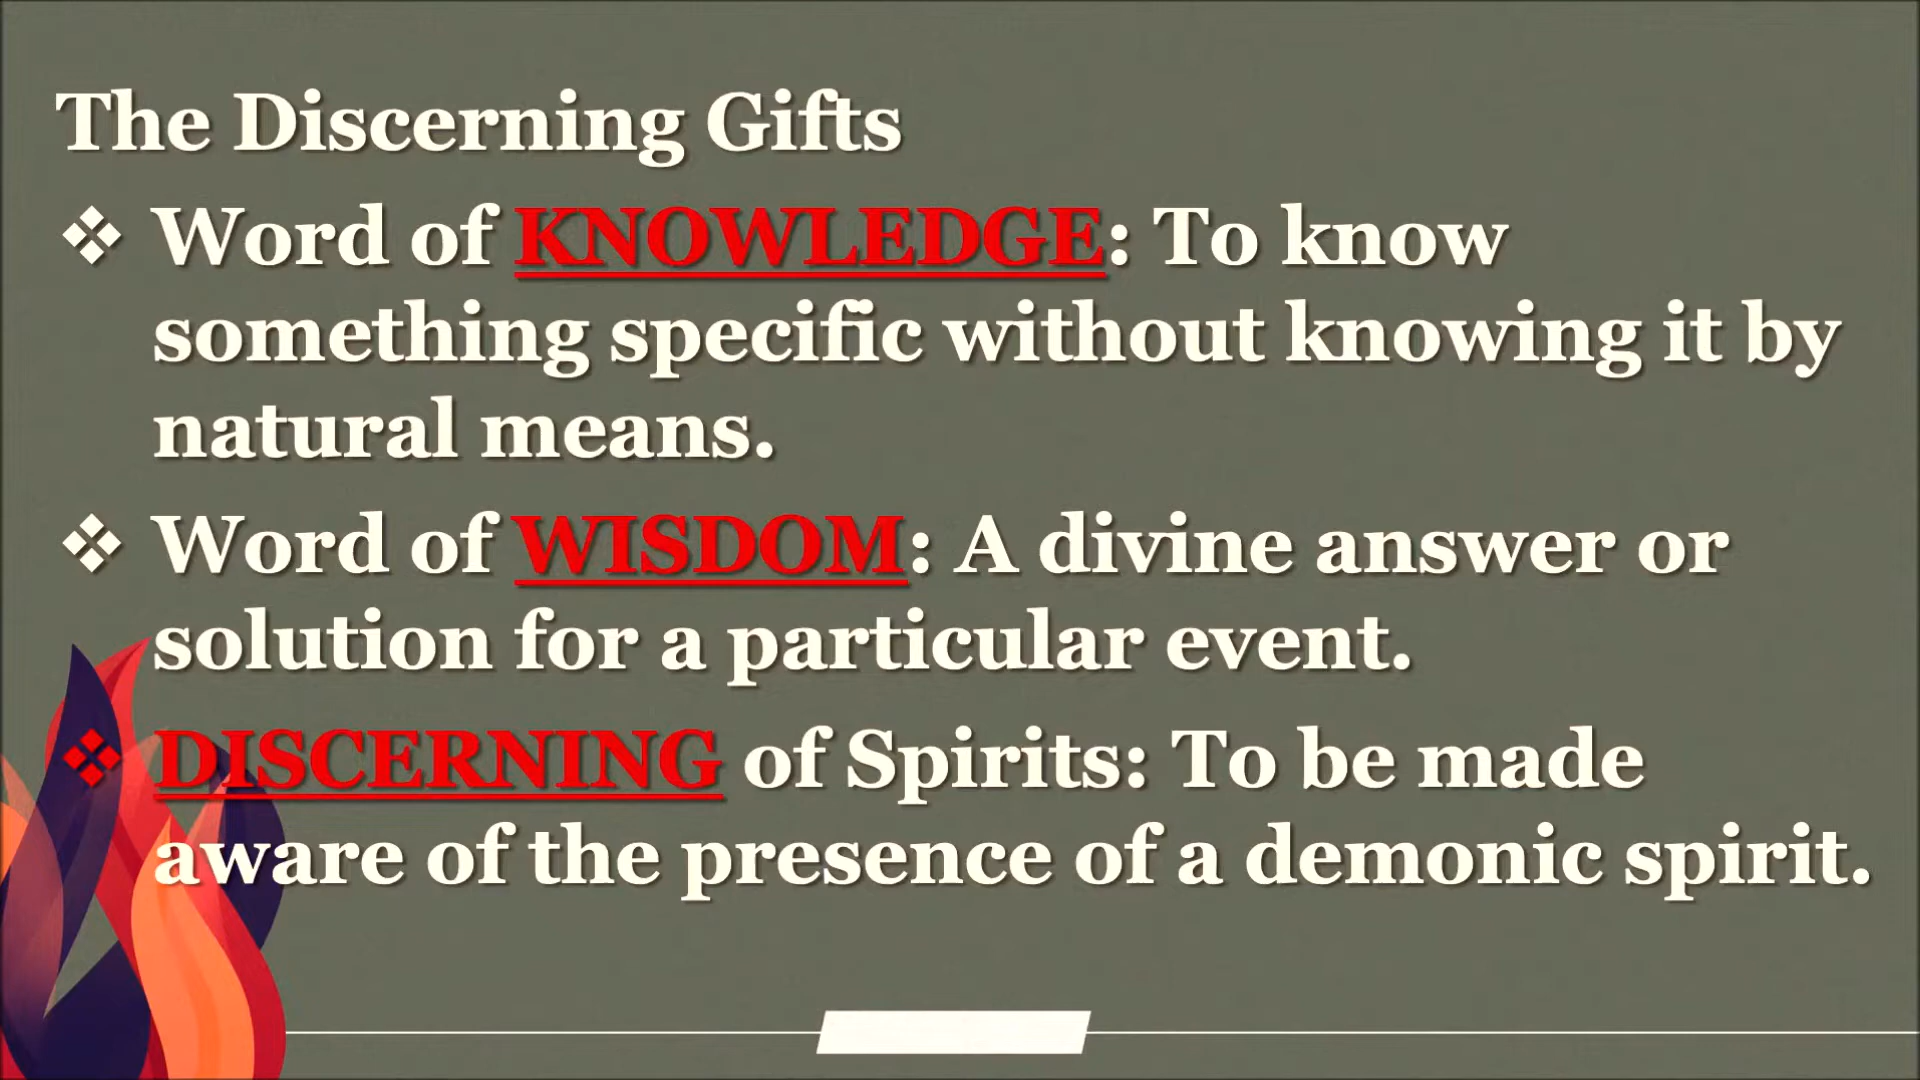 The Discerning Gifts
❖ Word of KNOWLEDGE: To know
something specific without knowing it by
natural means.
❖ Word of WISDOM: A divine answer or
solution for a particular event.
❖ DISCERNING of Spirits: To be made
aware of the presence of a demonic spirit.